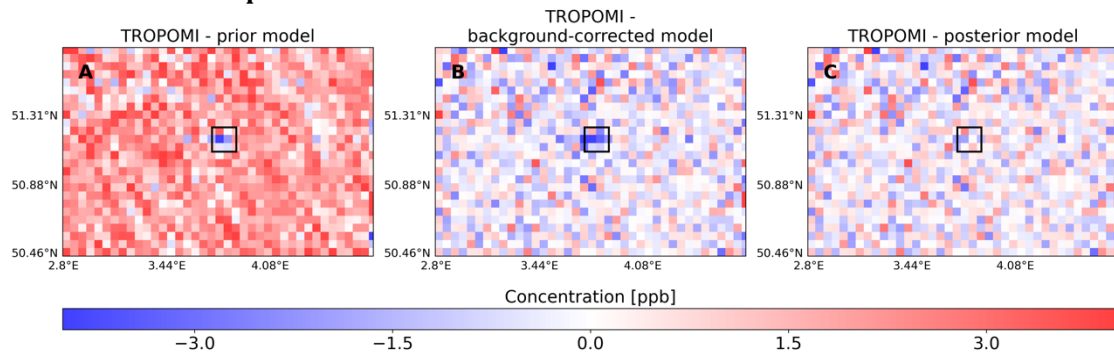 TROPOMI - prior model
TROPOMI -
background-corrected model
TROPOMI - posterior model
A
B
C
51.31°N
50.88°N
50.46°N
2.8°E
3.44°E
4.08°E
51.31°N
50.88°N
50.46°N
2.8°E
3.44°E
4.08°E
51.31°N
50.88°N
50.46°N
2.8°E
3.44°E
4.08°E
Concentration [ppb]
−3.0
−1.5
0.0
1.5
3.0